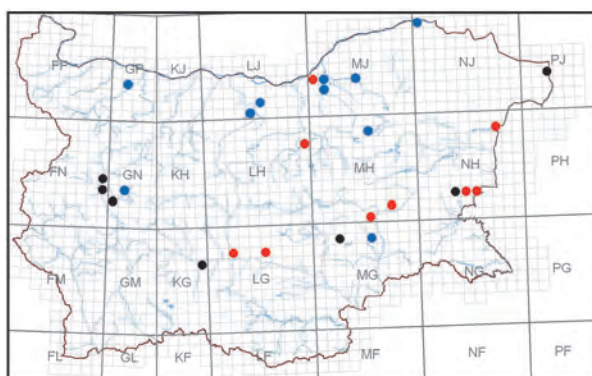 FP GP KJ LJ MJ NJ PJ
FN GN KH LH MH NH PH
FM GM KG LG MG NG PG
FL GL KF LF MF NF PF